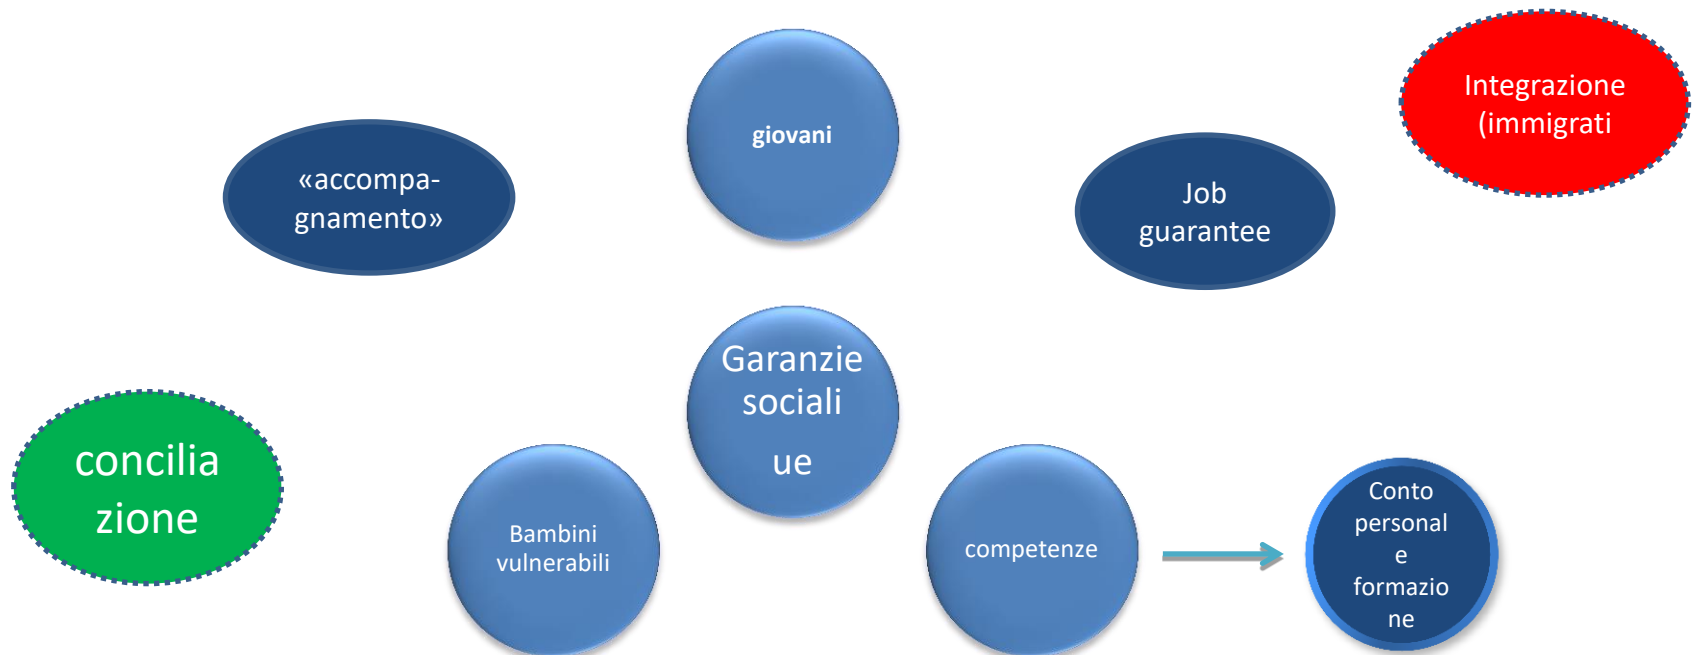 giovani
Integrazione
(immigrati
«accompa-
gnamento»
Job
guarantee
Garanzie
sociali
ue
concilia
zione
Bambini
vulnerabili
competenze
Conto
personal
e
formazio
ne